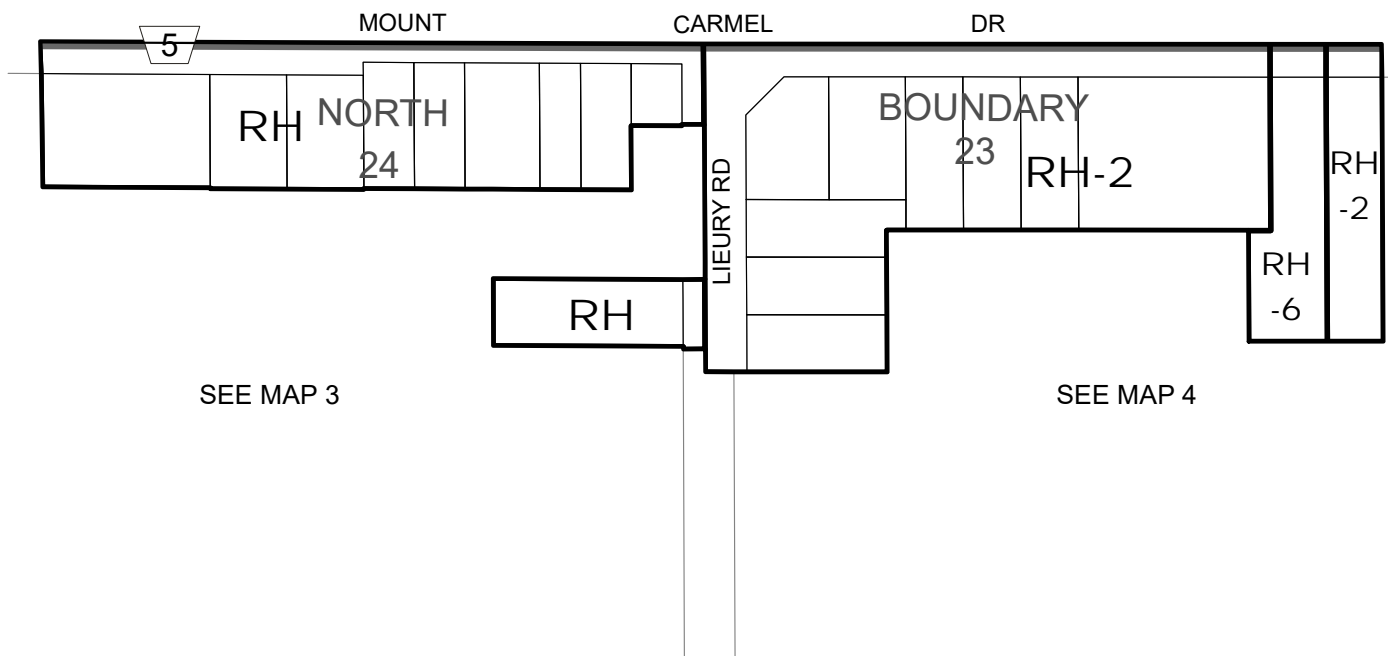 MOUNT CARMEL DR
5
NORTH
24
RH
BOUNDARY
23
RH-2
LIEURY RD
RH
-2
RH
-6
RH
SEE MAP 3
SEE MAP 4